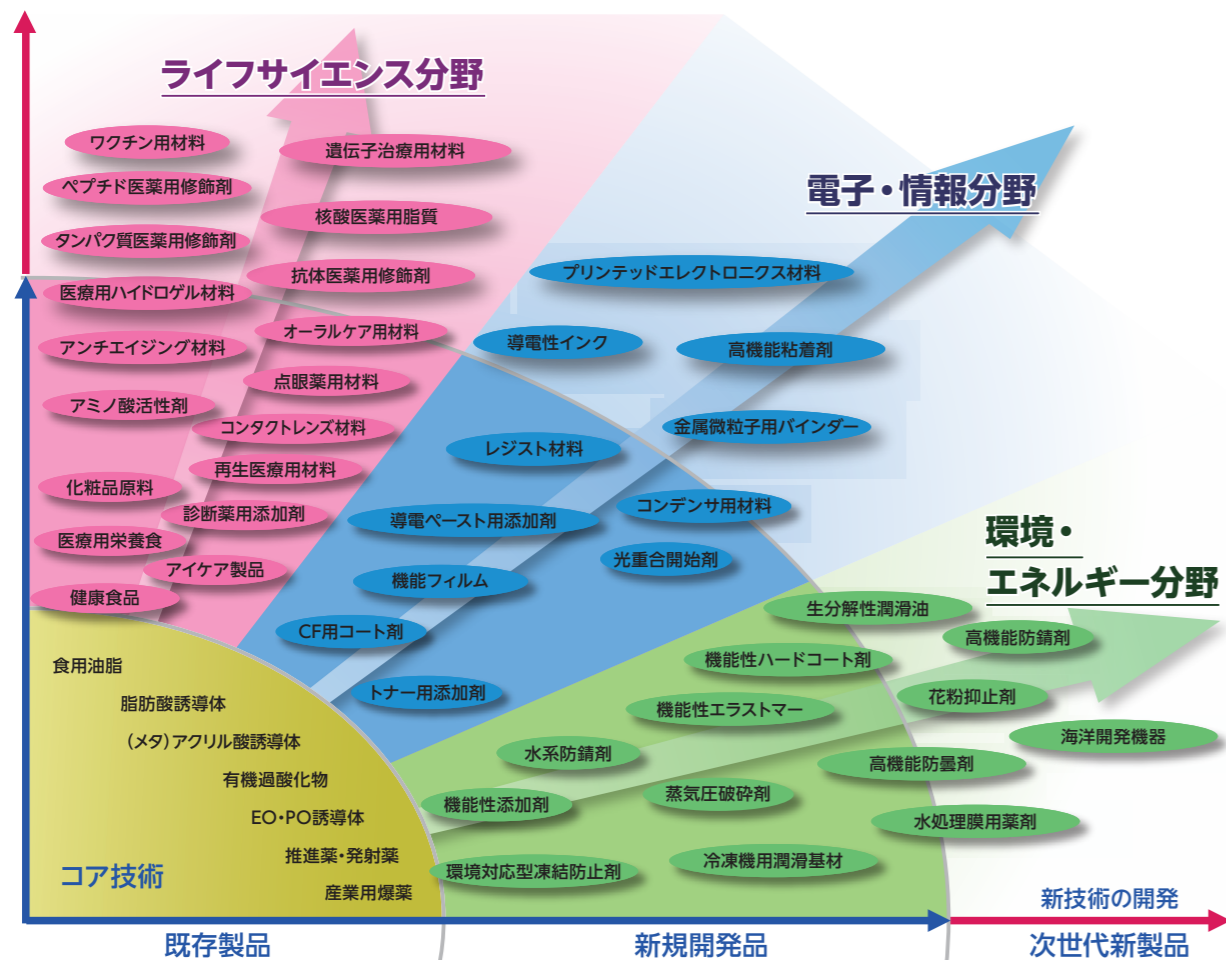 ライフサイエンス分野
ワクチン用材料
遺伝子治療用材料
ペプチド医薬用修飾剤
核酸医薬用脂質
タンパク質医薬用修飾剤
抗体医薬用修飾剤
医療用ハイドロゲル材料
オーラルケア用材料
アンチエイジング材料
点眼薬用材料
アミノ酸活性剤
コンタクトレンズ材料
再生医療用材料
化粧品原料
診断薬用添加剤
医療用栄養食
アイケア製品
健康食品
電子・情報分野
プリンテッドエレクトロニクス材料
導電性インク
高機能粘着剤
金属微粒子用バインダー
レジスト材料
コンデンサ用材料
導電ペースト用添加剤
光重合開始剤
機能フィルム
CF用コート剤
トナー用添加剤
環境・
エネルギー分野
生分解性潤滑油
高機能防錆剤
機能性ハードコート剤
花粉抑止剤
機能性エラストマー
海洋開発機器
水系防錆剤
高機能防曇剤
蒸気圧破砕剤
機能性添加剤
水処理膜用薬剤
冷凍機用潤滑基材
環境対応型凍結防止剤
食用油脂
脂肪酸誘導体
(メタ)アクリル酸誘導体
有機過酸化物
EO・PO誘導体
推進薬・発射薬
産業用爆薬
コア技術
新技術の開発
既存製品
新規開発品
次世代新製品